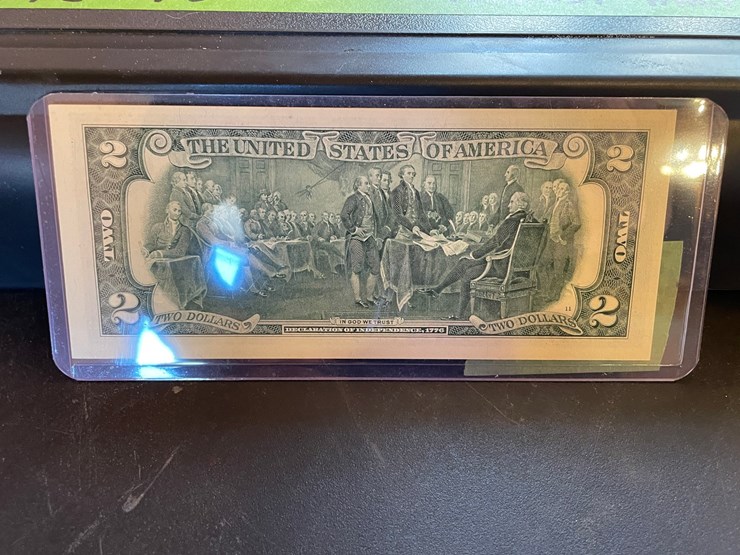 2 THE UNITED STATES OF AMERICA 2
TWO
TWO
2 TWO DOLLARS
IN GOD WE TRUST
11
TWO DOLLARS 2
DECLARATION OF INDEPENDENCE, 1776